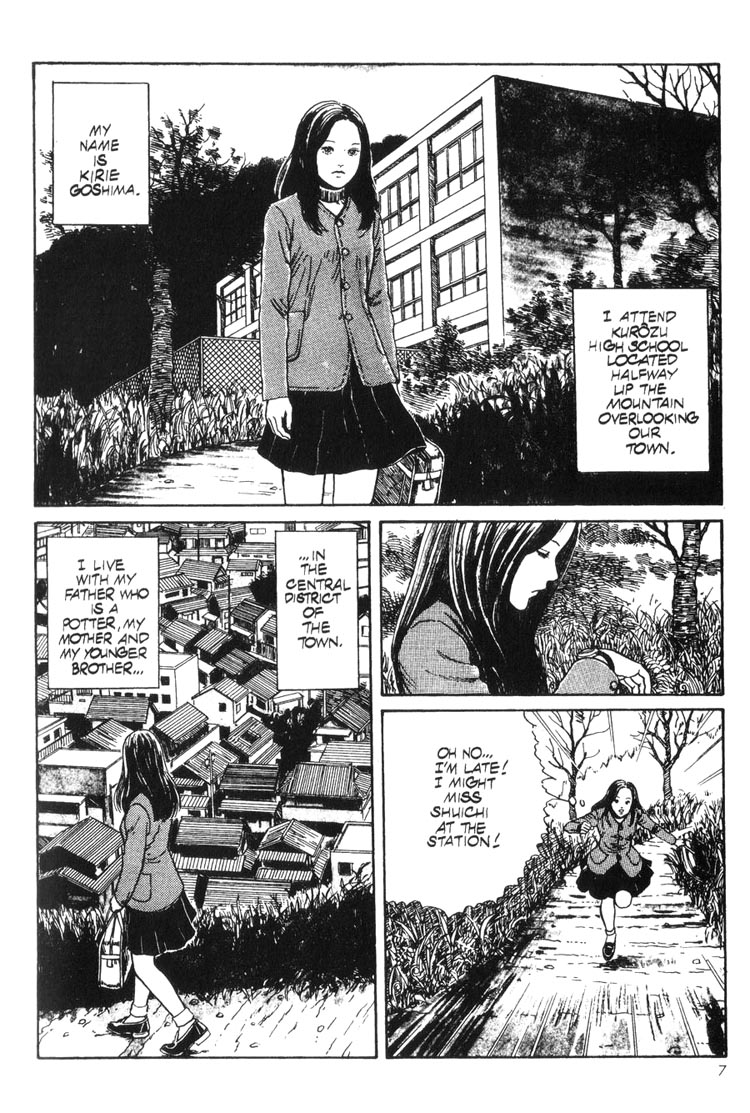 MY
NAME
IS
KIRIE
GOSHIMA.
I ATTEND
KURÔZU
HIGH SCHOOL
LOCATED
HALFWAY
UP THE
MOUNTAIN
OVERLOOKING
OUR
TOWN.
I LIVE
WITH MY
FATHER WHO
IS A
POTTER, MY
MOTHER AND
MY YOUNGER
BROTHER...
...IN
THE
CENTRAL
DISTRICT
OF
THE
TOWN.
OH NO...
I'M LATE!
I MIGHT
MISS
SHUICHI
AT THE
STATION!
7